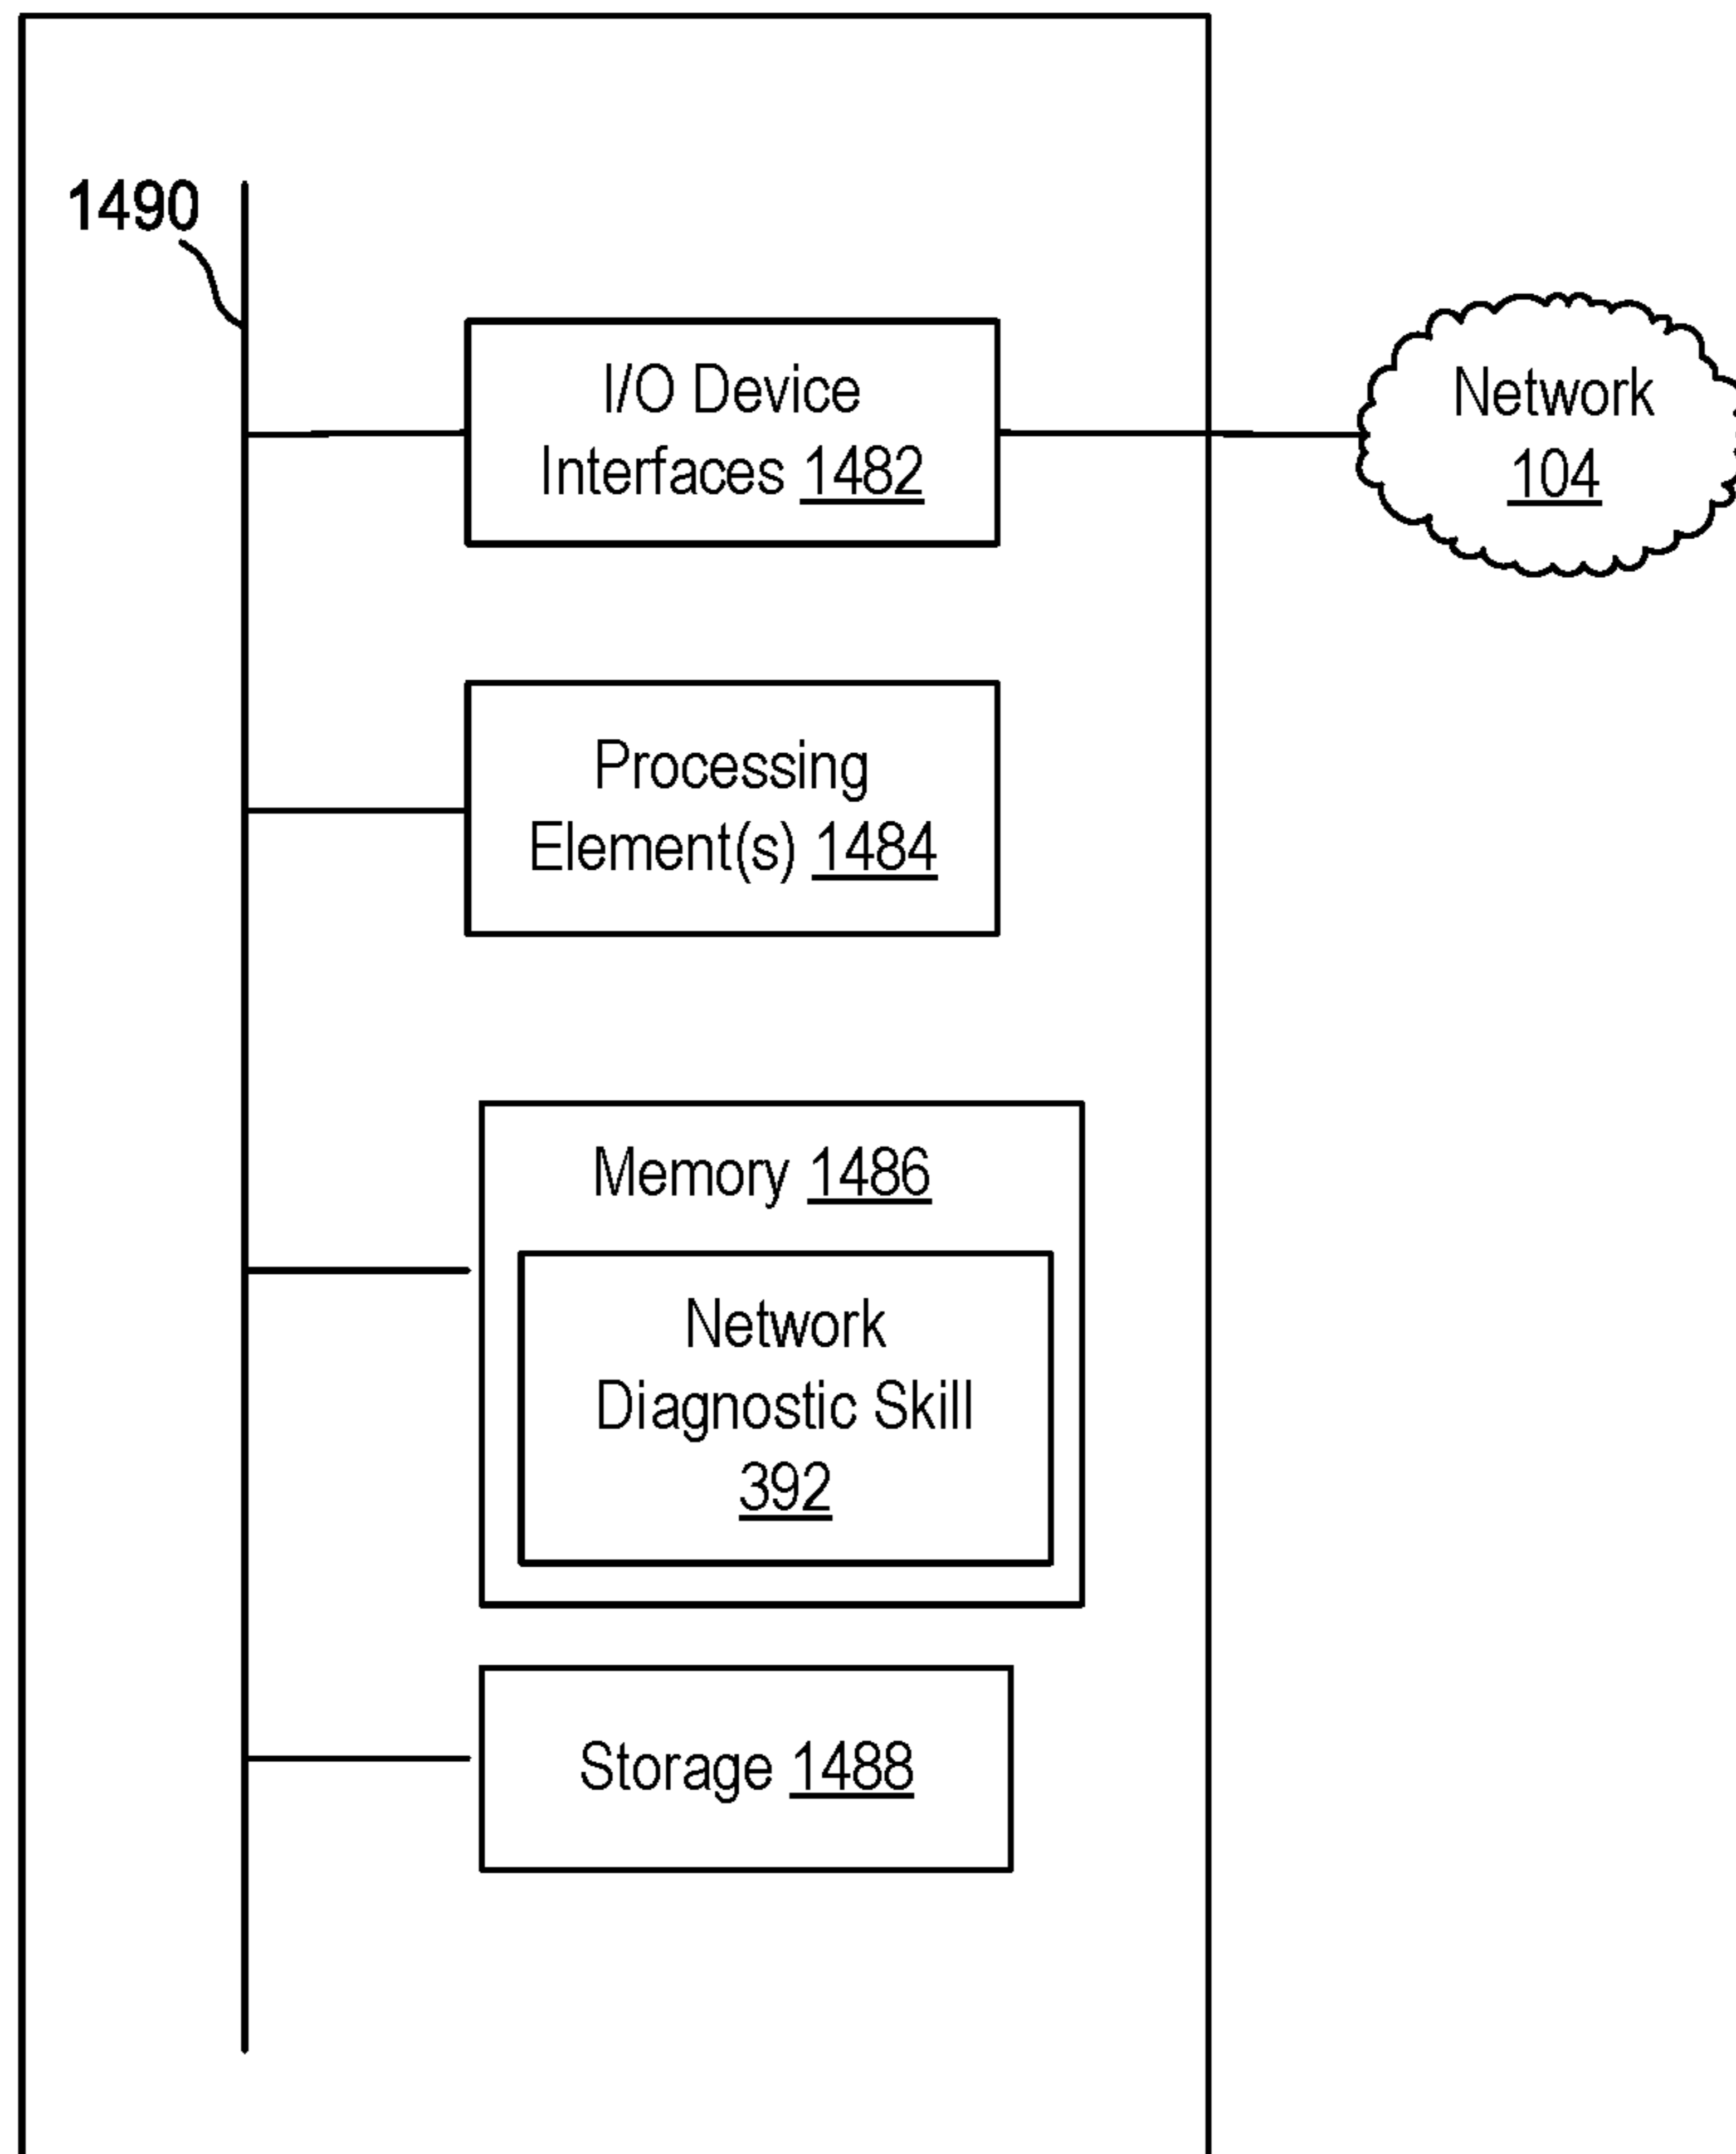 1490
I/O Device
Interfaces 1482
Network
104
Processing
Element(s) 1484
Memory 1486
Network
Diagnostic Skill
392
Storage 1488